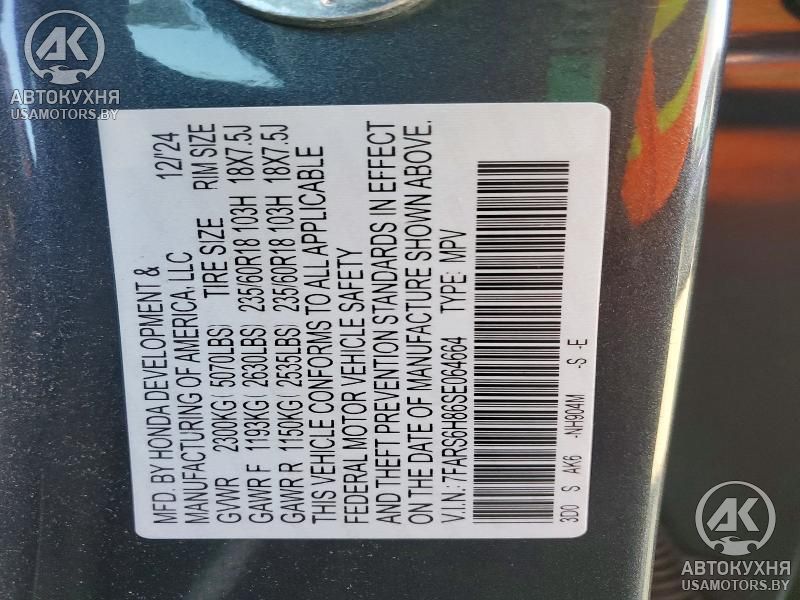 AK
АВТОКУХНЯ
USAMOTORS.BY
MFD. BY HONDA DEVELOPMENT &
MANUFACTURING OF AMERICA, LLC 12/'24
GVWR 2300KG( 5070LBS) TIRE SIZE RIM SIZE
GAWR F 1193KG( 2630LBS) 235/60R18 103H 18X7.5J
GAWR R 1150KG( 2535LBS) 235/60R18 103H 18X7.5J
THIS VEHICLE CONFORMS TO ALL APPLICABLE
FEDERAL MOTOR VEHICLE SAFETY
AND THEFT PREVENTION STANDARDS IN EFFECT
ON THE DATE OF MANUFACTURE SHOWN ABOVE.
V.I.N.: 7FARS6H86SE064664 TYPE: MPV
3D0 S AK6 -NH904M -S -E
AK
АВТОКУХНЯ
USAMOTORS.BY